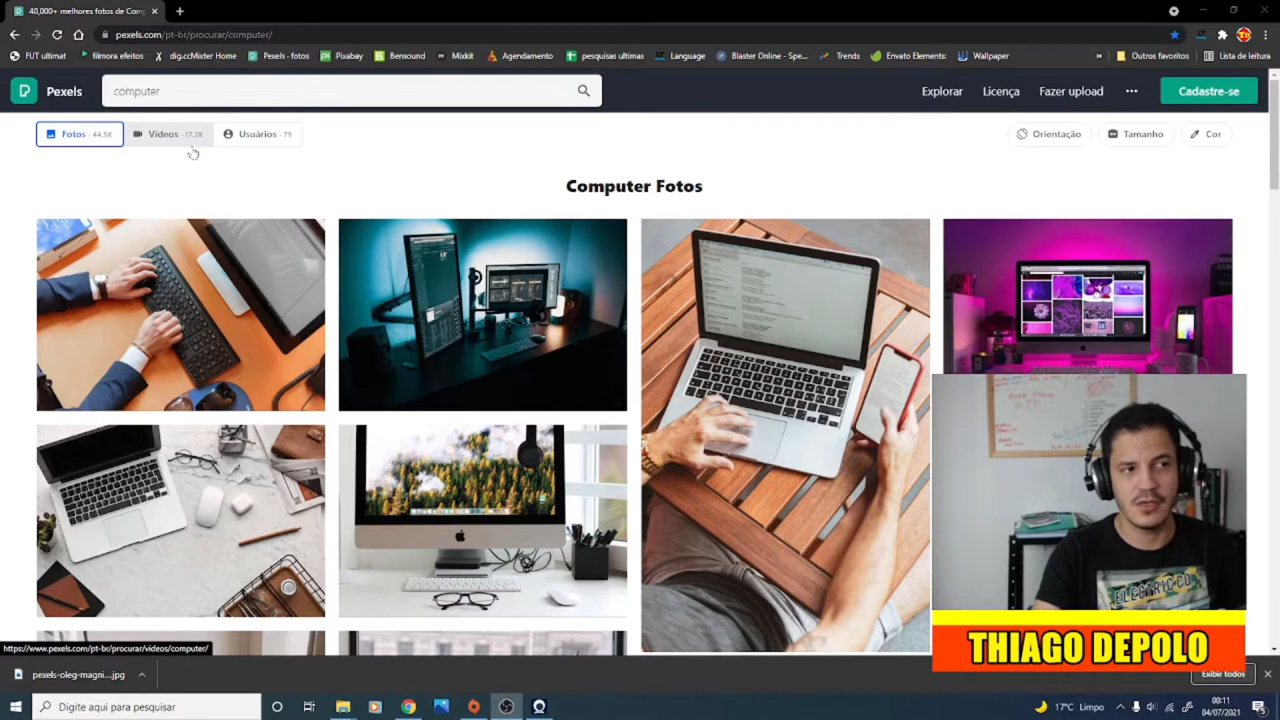 40,000+ melhores fotos de Com
pexels.com/pt-br/procurar/computer/
FUT ultimat
filmora efeitos
dig.ccMixter Home
Pexels - fotos
Pixabay
Bensound
Mixkit
Agendamento
pesquisas ultimas
Language
Blaster Online - Spe...
Trends
Envato Elements
Wallpaper
»
Outros favoritos
Lista de leitura
Pexels
computer
Explorar
Licença
Fazer upload
Cadastre-se
Fotos - 44.5K
Vídeos - 17.2K
Usuários - 79
Orientação
Tamanho
Cor
Computer Fotos
ELECTRIC CO
THIAGO DEPOLO
https://www.pexels.com/pt-br/procurar/videos/computer/
pexels-oleg-magni....jpg
Exibir todos
Digite aqui para pesquisar
17°C Limpo
00:11
04/07/2021